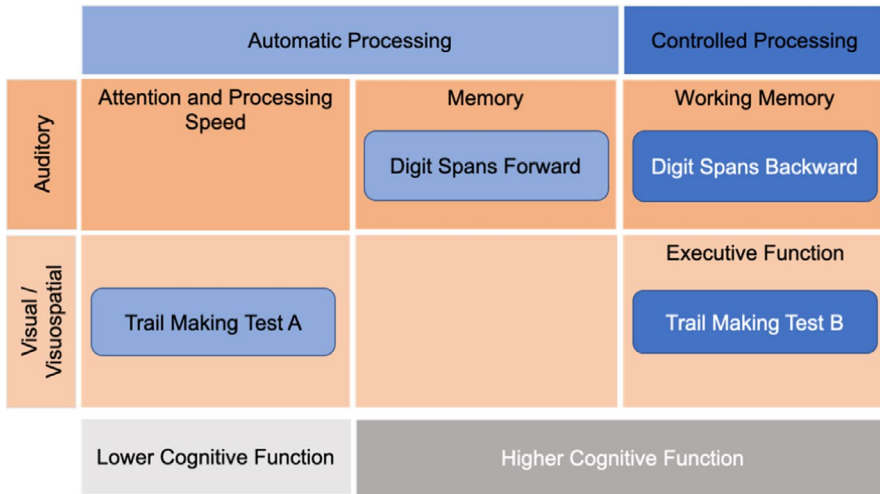 Automatic Processing
Controlled Processing
Auditory
Attention and Processing
Speed
Memory
Digit Spans Forward
Working Memory
Digit Spans Backward
Visual /
Visuospatial
Trail Making Test A
Executive Function
Trail Making Test B
Lower Cognitive Function
Higher Cognitive Function